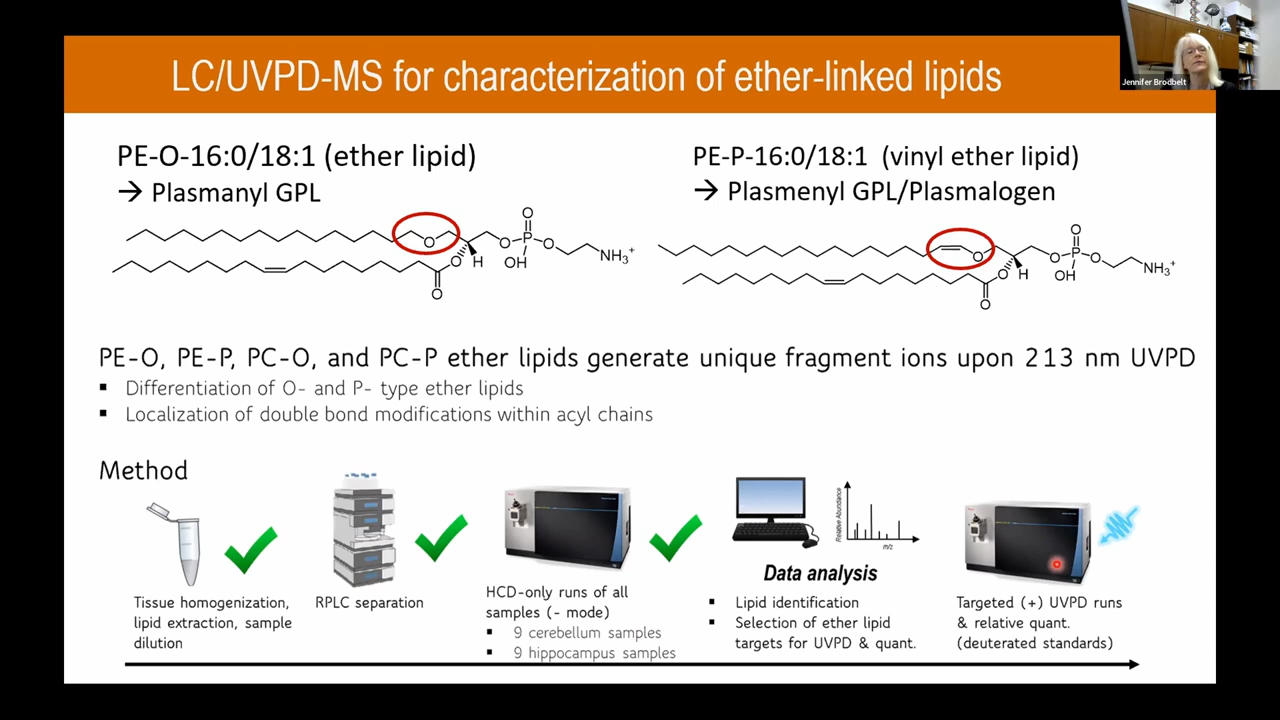 LC/UVPD-MS for characterization of ether-linked lipids
Jennifer Brodbelt
PE-O-16:0/18:1 (ether lipid)
→ Plasmanyl GPL
PE-P-16:0/18:1 (vinyl ether lipid)
→ Plasmenyl GPL/Plasmalogen
O
O
O
P
O
OH
NH₃⁺
O
H
O
O
O
O
P
O
OH
NH₃⁺
O
H
O
PE-O, PE-P, PC-O, and PC-P ether lipids generate unique fragment ions upon 213 nm UVPD
▪ Differentiation of O- and P- type ether lipids
▪ Localization of double bond modifications within acyl chains
Method
Tissue homogenization,
lipid extraction, sample
dilution
RPLC separation
HCD-only runs of all
samples (- mode)
▪ 9 cerebellum samples
▪ 9 hippocampus samples
Relative Abundance
m/z
Data analysis
▪ Lipid identification
▪ Selection of ether lipid
targets for UVPD & quant.
Targeted (+) UVPD runs
& relative quant.
(deuterated standards)